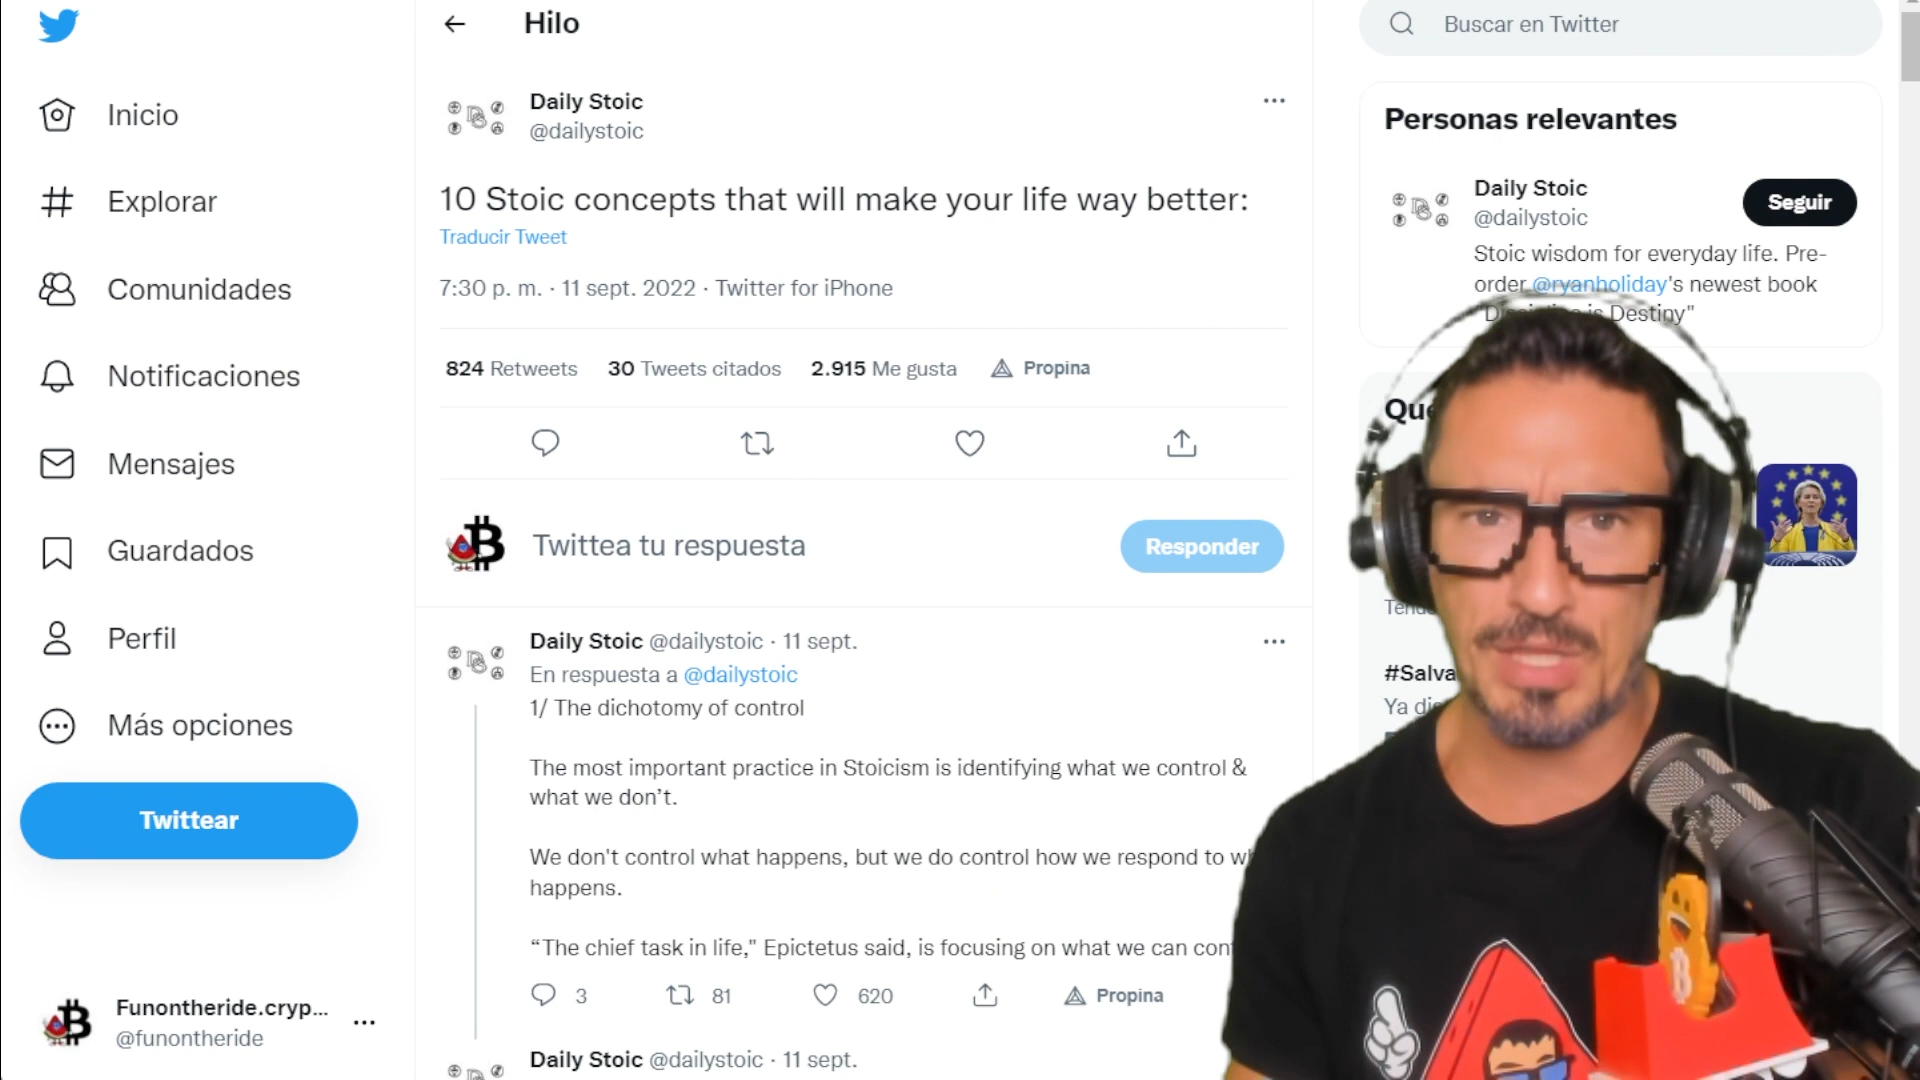 Hilo
Buscar en Twitter
Inicio
Explorar
Comunidades
Notificaciones
Mensajes
Guardados
Perfil
Más opciones
Twittear
Funontheride.cryp...
@funontheride
Daily Stoic
@dailystoic
10 Stoic concepts that will make your life way better:
Traducir Tweet
7:30 p. m. · 11 sept. 2022 · Twitter for iPhone
824 Retweets 30 Tweets citados 2.915 Me gusta Propina
Twittea tu respuesta
Responder
Daily Stoic @dailystoic · 11 sept.
En respuesta a @dailystoic
1/ The dichotomy of control
The most important practice in Stoicism is identifying what we control &
what we don’t.
We don't control what happens, but we do control how we respond to
happens.
“The chief task in life," Epictetus said, is focusing on what we can
3 81 620 Propina
Daily Stoic @dailystoic · 11 sept.
Personas relevantes
Daily Stoic
@dailystoic
Seguir
Stoic wisdom for everyday life. Pre-
order @ryanholiday's newest book
"Discipline is Destiny"
Ya